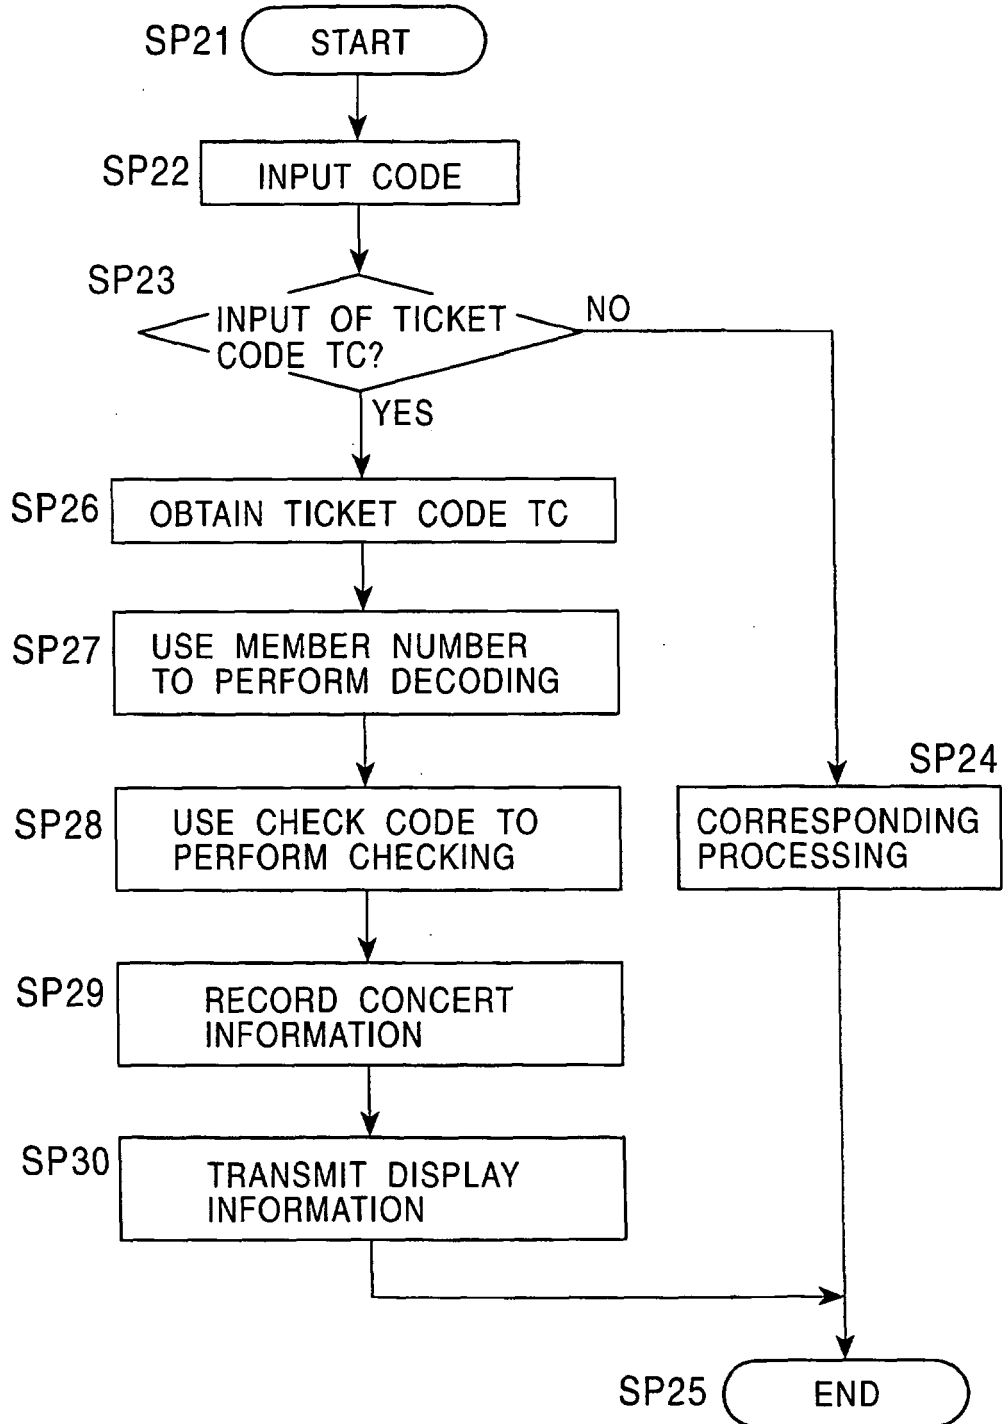 SP21
START
SP22
INPUT CODE
SP23
INPUT OF TICKET
CODE TC?
NO
YES
SP26
OBTAIN TICKET CODE TC
SP27
USE MEMBER NUMBER
TO PERFORM DECODING
SP24
CORRESPONDING
PROCESSING
SP28
USE CHECK CODE TO
PERFORM CHECKING
SP29
RECORD CONCERT
INFORMATION
SP30
TRANSMIT DISPLAY
INFORMATION
SP25
END